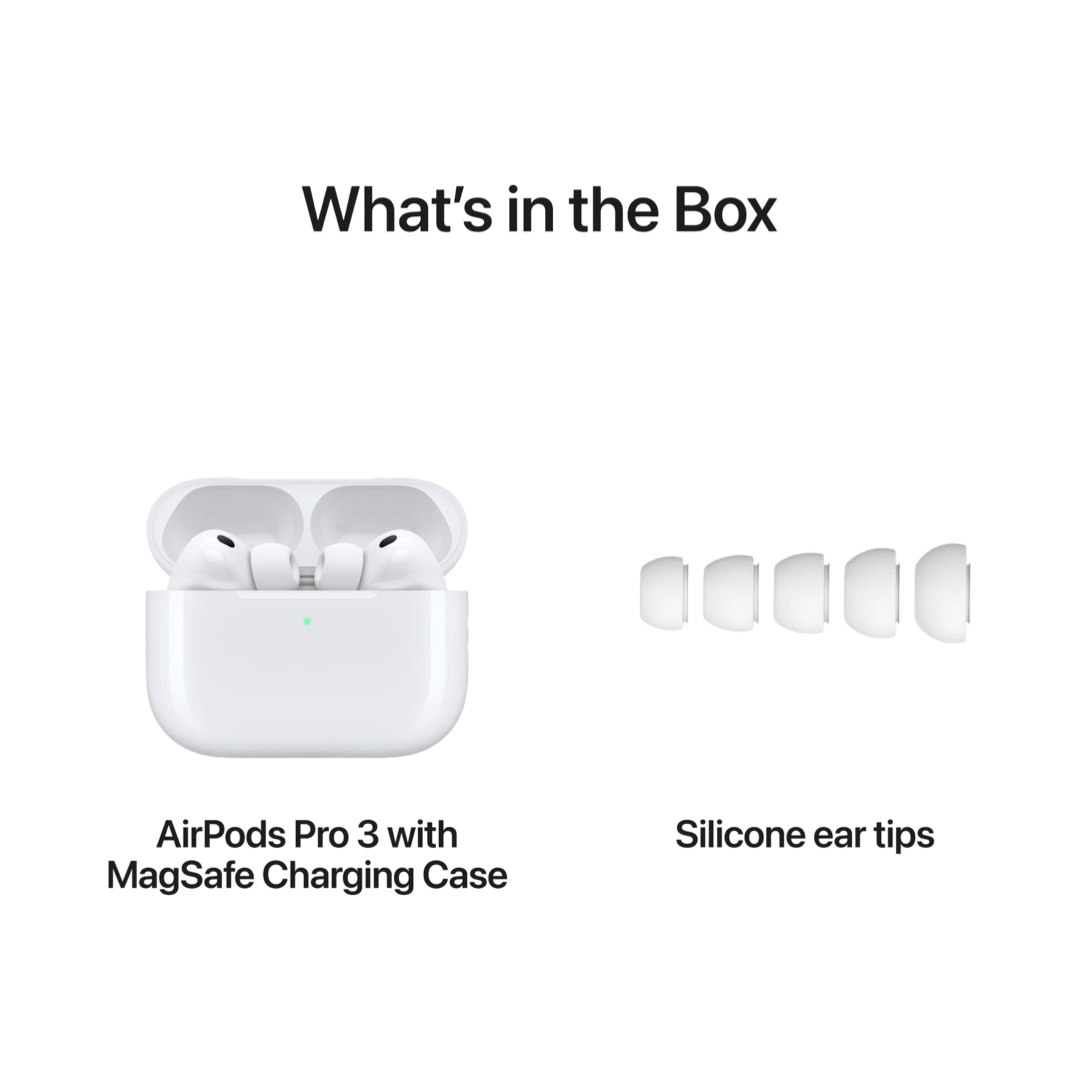 What’s in the Box
AirPods Pro 3 with
MagSafe Charging Case
Silicone ear tips